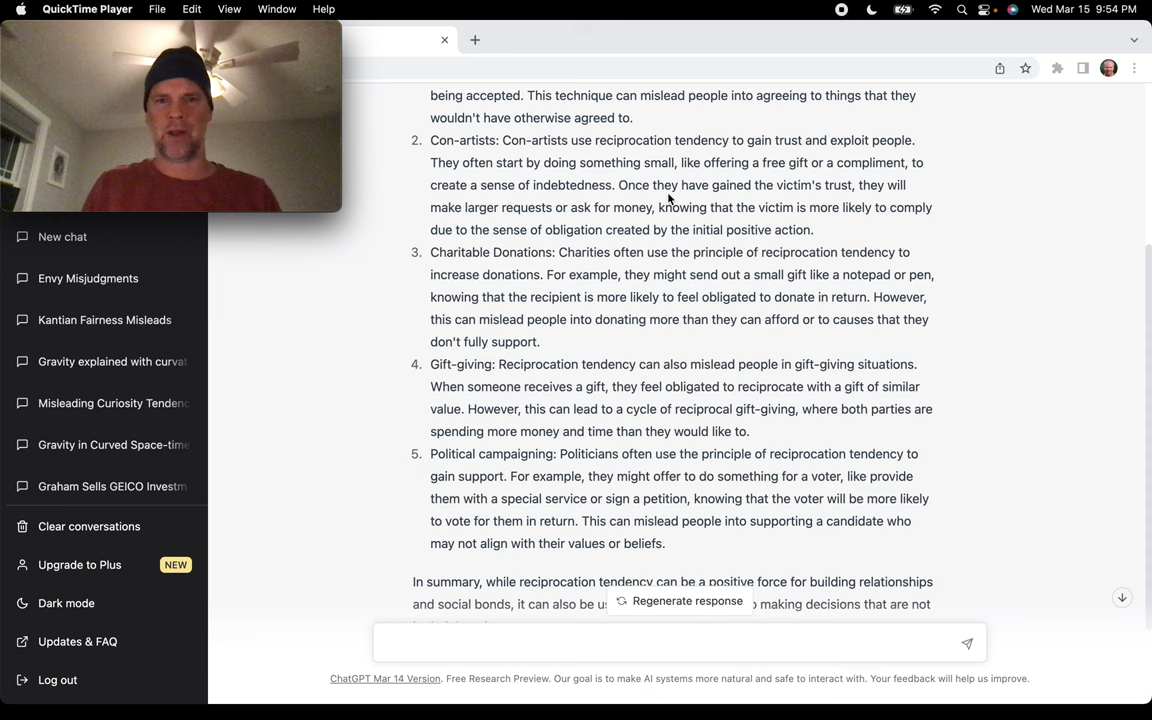 QuickTime Player File Edit View Window Help Wed Mar 15 9:54 PM
being accepted. This technique can mislead people into agreeing to things that they
wouldn't have otherwise agreed to.
2. Con-artists: Con-artists use reciprocation tendency to gain trust and exploit people.
They often start by doing something small, like offering a free gift or a compliment, to
create a sense of indebtedness. Once they have gained the victim's trust, they will
make larger requests or ask for money, knowing that the victim is more likely to comply
due to the sense of obligation created by the initial positive action.
3. Charitable Donations: Charities often use the principle of reciprocation tendency to
increase donations. For example, they might send out a small gift like a notepad or pen,
knowing that the recipient is more likely to feel obligated to donate in return. However,
this can mislead people into donating more than they can afford or to causes that they
don't fully support.
4. Gift-giving: Reciprocation tendency can also mislead people in gift-giving situations.
When someone receives a gift, they feel obligated to reciprocate with a gift of similar
value. However, this can lead to a cycle of reciprocal gift-giving, where both parties are
spending more money and time than they would like to.
5. Political campaigning: Politicians often use the principle of reciprocation tendency to
gain support. For example, they might offer to do something for a voter, like provide
them with a special service or sign a petition, knowing that the voter will be more likely
to vote for them in return. This can mislead people into supporting a candidate who
may not align with their values or beliefs.
In summary, while reciprocation tendency can be a positive force for building relationships
and social bonds, it can also be us making decisions that are not
Regenerate response
ChatGPT Mar 14 Version. Free Research Preview. Our goal is to make AI systems more natural and safe to interact with. Your feedback will help us improve.
New chat
Envy Misjudgments
Kantian Fairness Misleads
Gravity explained with curvat
Misleading Curiosity Tendenc
Gravity in Curved Space-time
Graham Sells GEICO Investm
Clear conversations
Upgrade to Plus NEW
Dark mode
Updates & FAQ
Log out